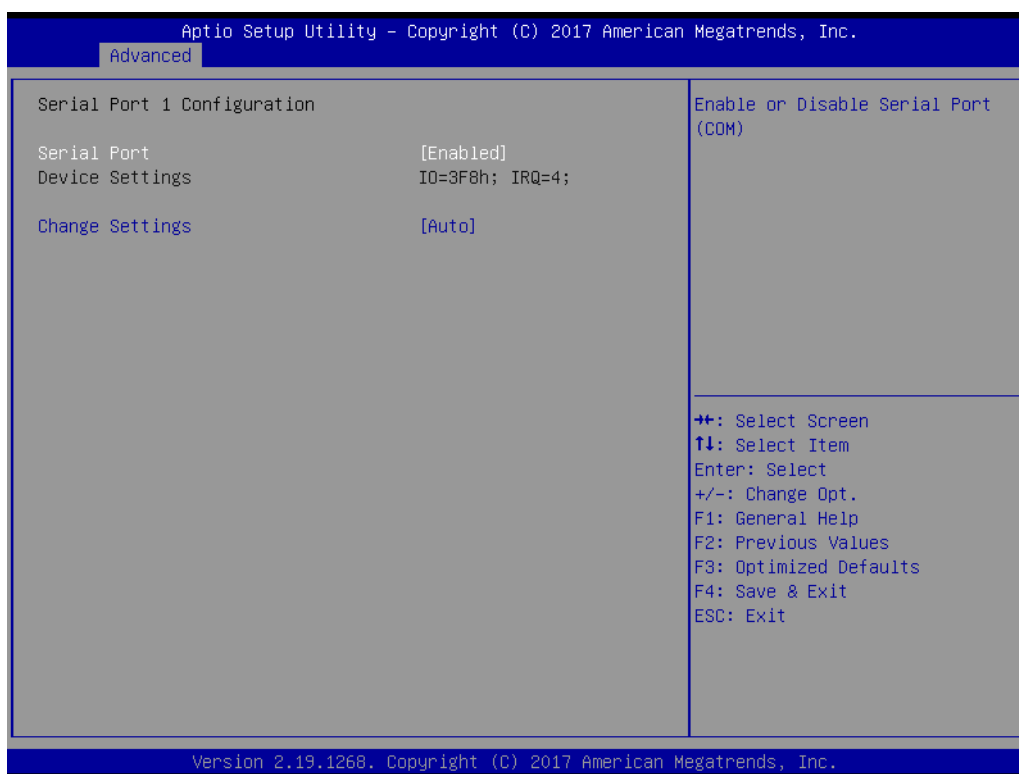 Aptio Setup Utility – Copyright (C) 2017 American Megatrends, Inc.
Advanced
Serial Port 1 Configuration
Serial Port [Enabled]
Device Settings IO=3F8h; IRQ=4;
Change Settings [Auto]
Enable or Disable Serial Port
(COM)
→←: Select Screen
↑↓: Select Item
Enter: Select
+/-: Change Opt.
F1: General Help
F2: Previous Values
F3: Optimized Defaults
F4: Save & Exit
ESC: Exit
Version 2.19.1268. Copyright (C) 2017 American Megatrends, Inc.